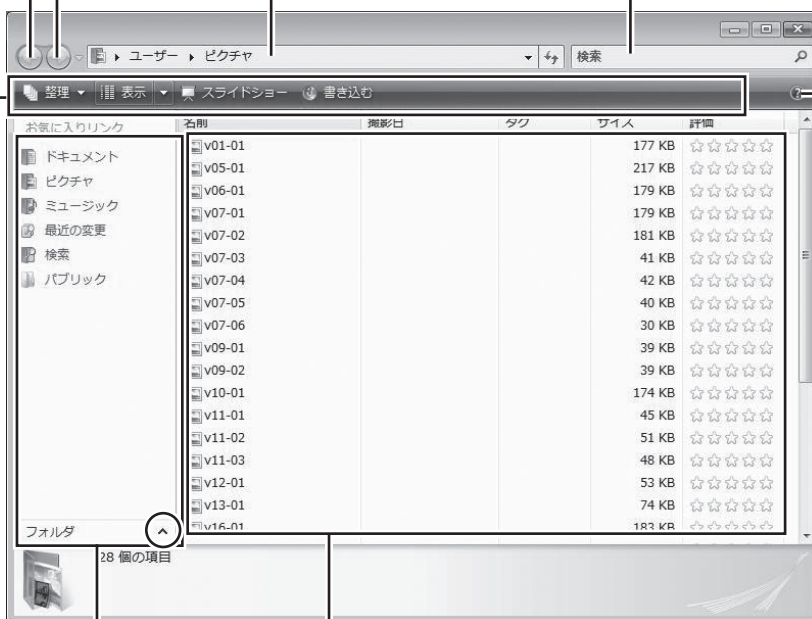 ユーザー ピクチャ 検索
整理 表示 スライドショー 書き込む
お気に入りリンク 名前 撮影日 タグ サイズ 評価
ドキュメント
ピクチャ
ミュージック
最近の変更
検索
パブリック
v01-01 177 KB
v05-01 217 KB
v06-01 179 KB
v07-01 179 KB
v07-02 181 KB
v07-03 41 KB
v07-04 42 KB
v07-05 40 KB
v07-06 30 KB
v09-01 39 KB
v09-02 39 KB
v10-01 174 KB
v11-01 45 KB
v11-02 51 KB
v11-03 48 KB
v12-01 53 KB
v13-01 74 KB
v16-01 183 KB
フォルダ
28 個の項目